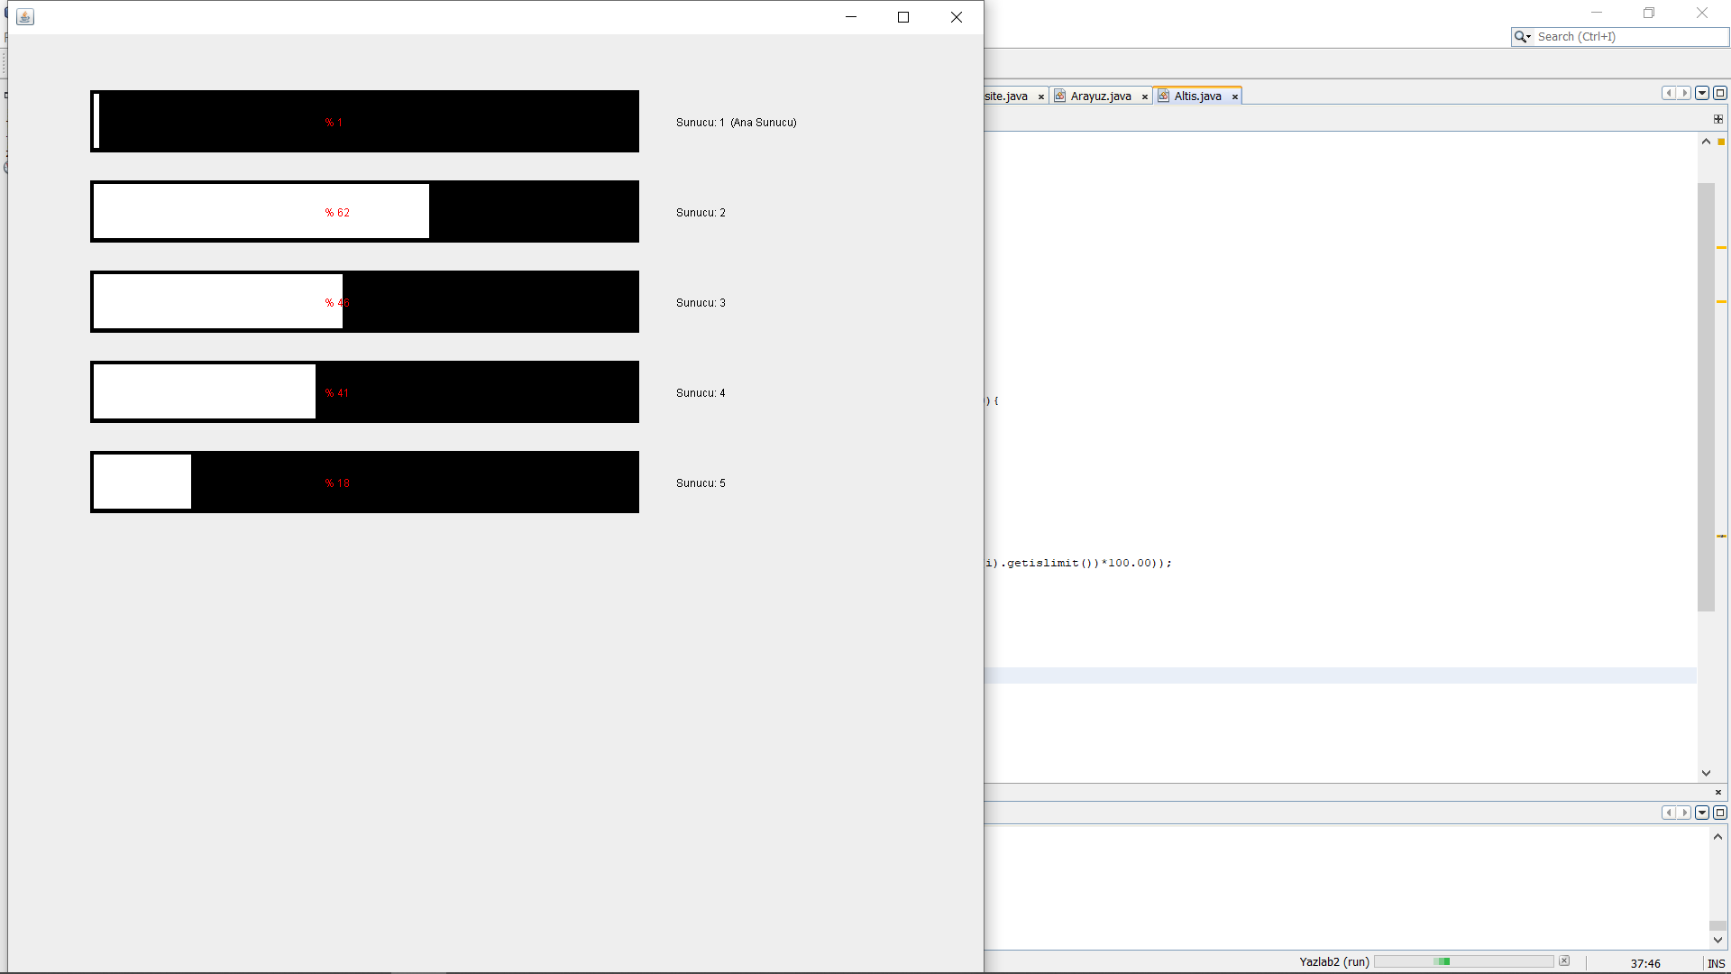 Search (Ctrl+I)
site.java
Arayuz.java
Altis.java
% 1
Sunucu: 1 (Ana Sunucu)
% 62
Sunucu: 2
% 46
Sunucu: 3
){
% 41
Sunucu: 4
% 18
Sunucu: 5
i).getislimit())*100.00));
Yazlab2 (run)
37:46
INS